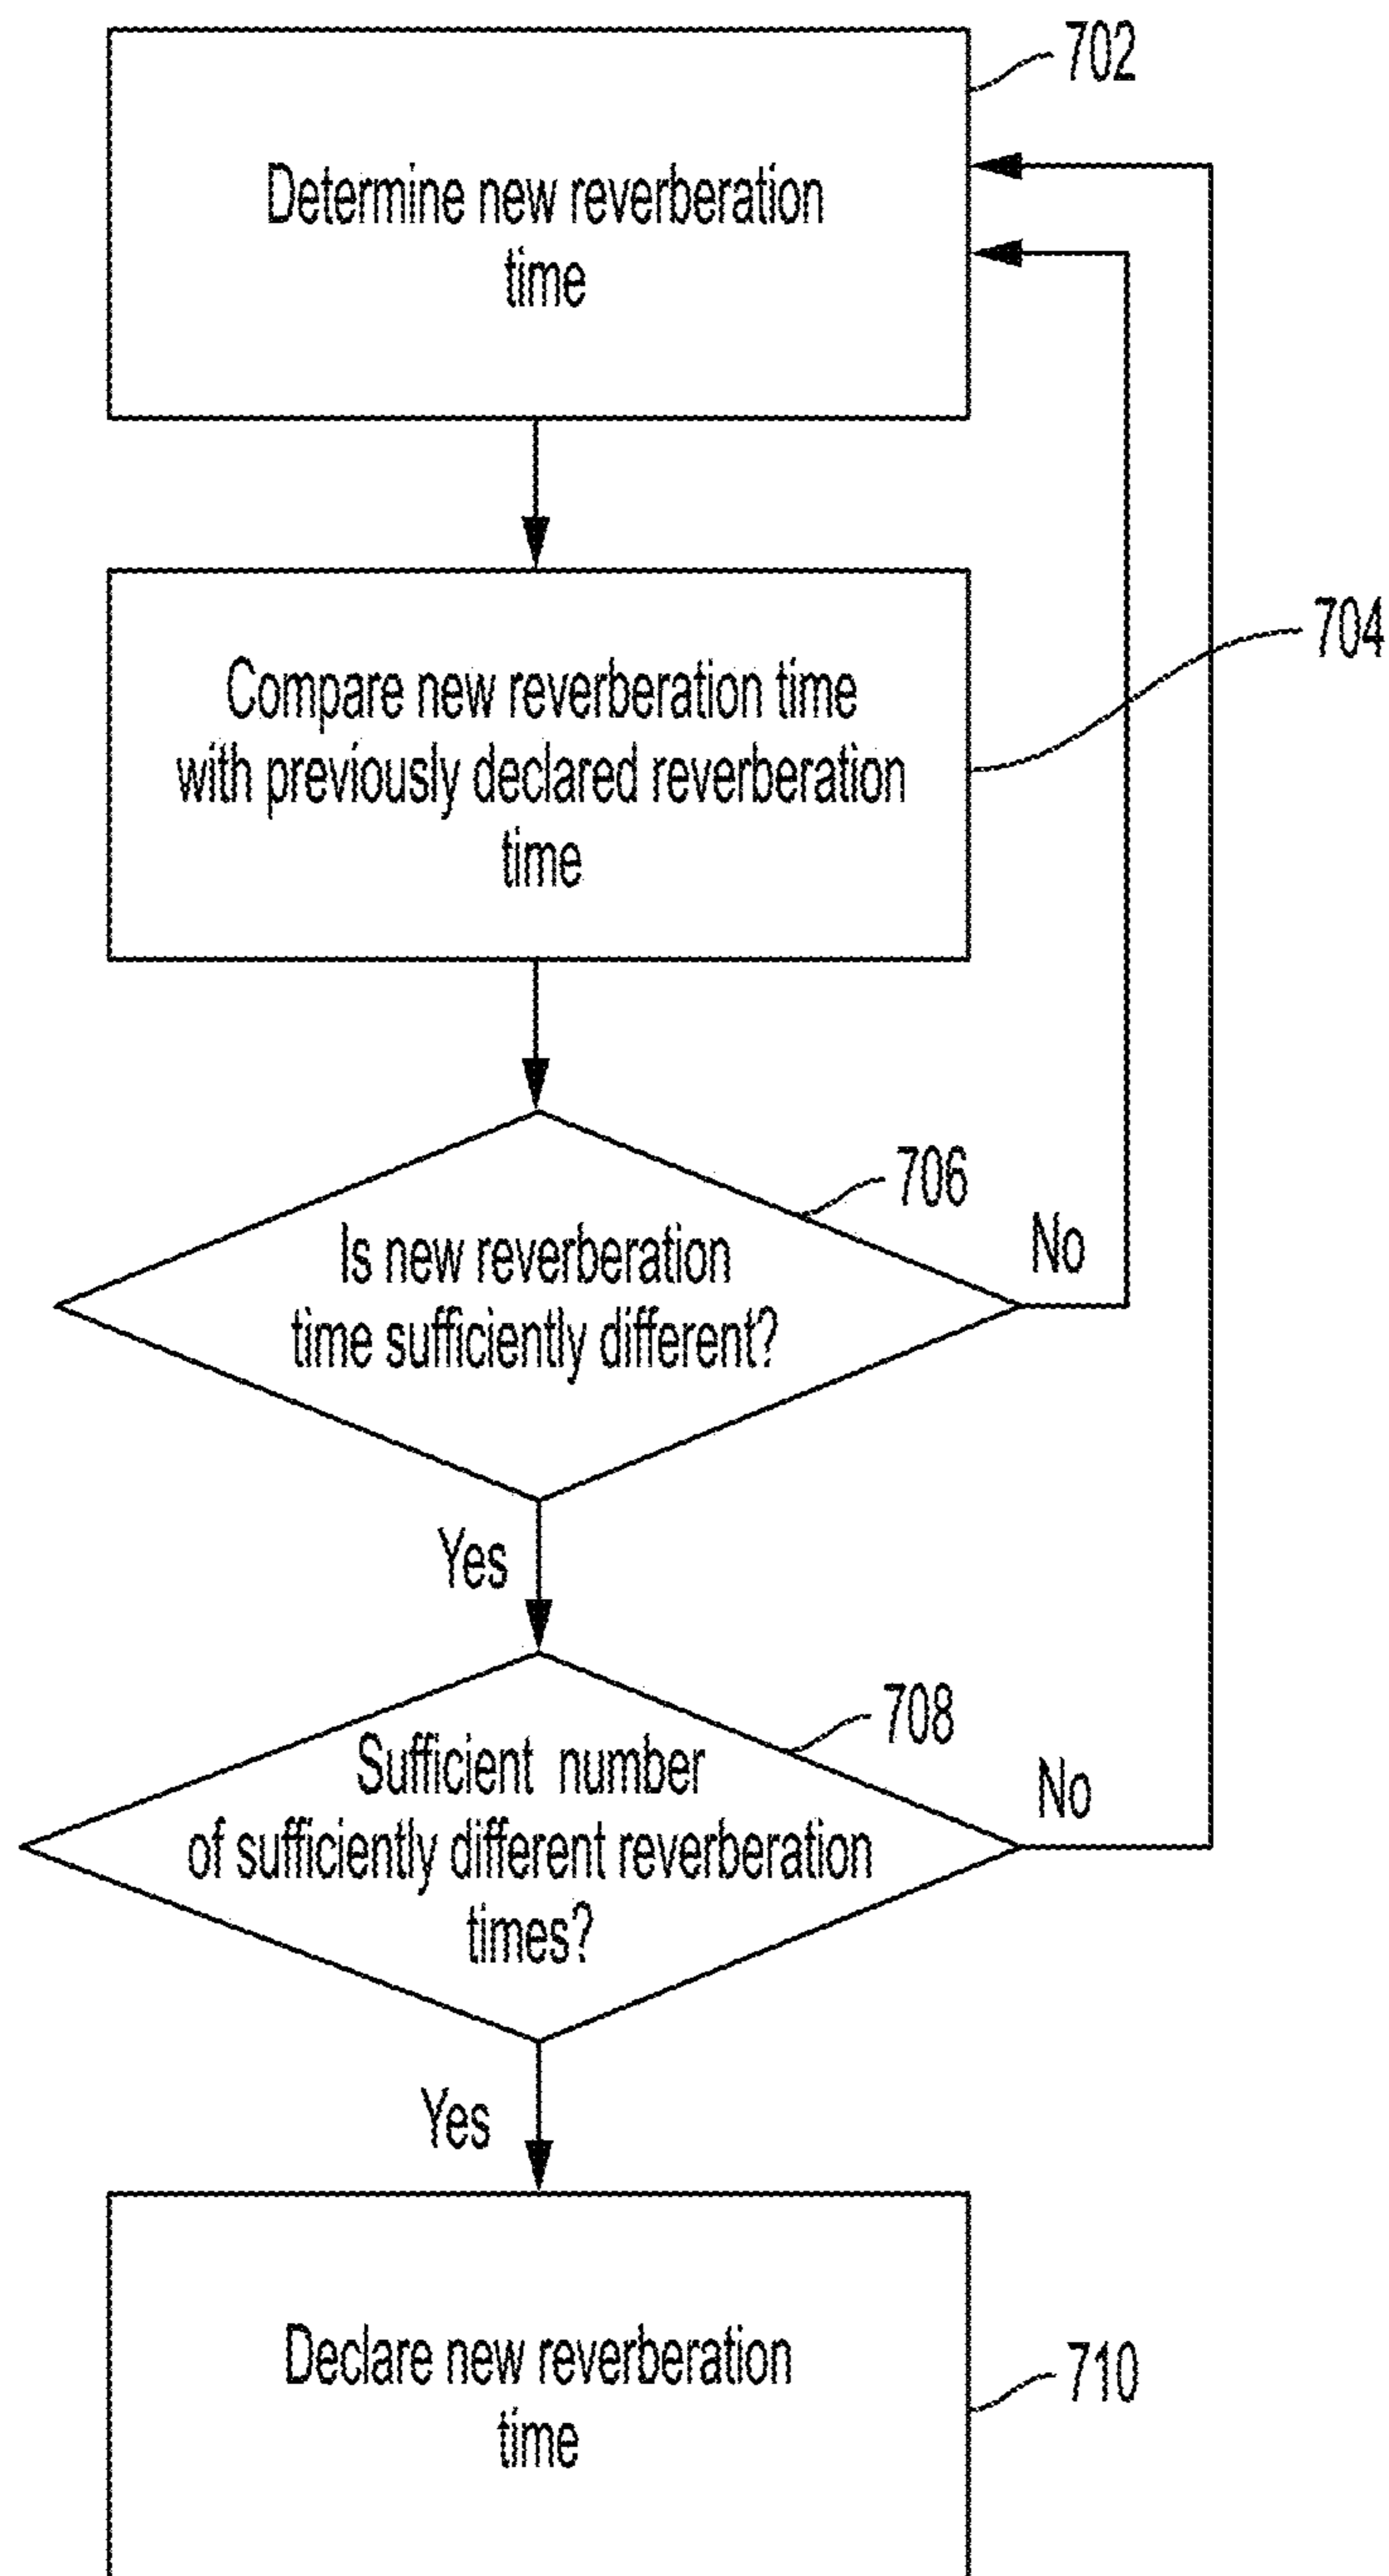 702
Determine new reverberation
time
704
Compare new reverberation time
with previously declared reverberation
time
706
Is new reverberation
time sufficiently different?
No
Yes
708
Sufficient number
of sufficiently different reverberation
times?
No
Yes
Declare new reverberation
time
710